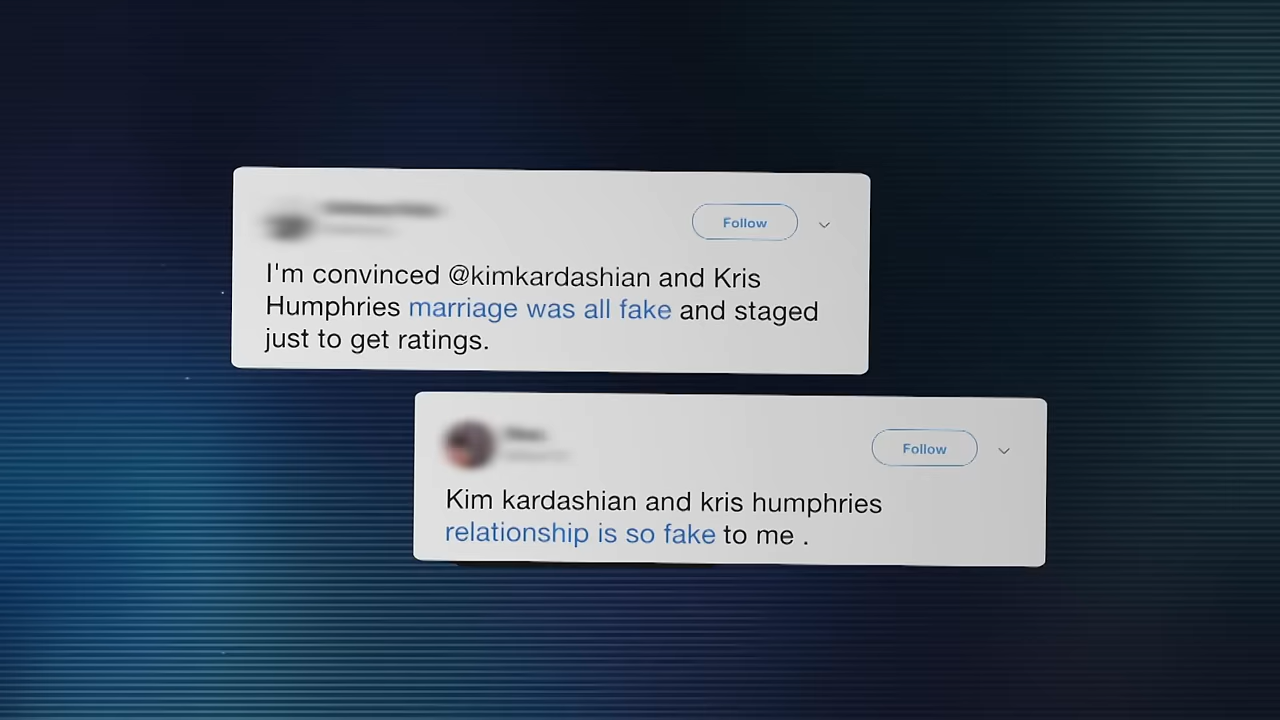 Follow
I'm convinced @kimkardashian and Kris
Humphries marriage was all fake and staged
just to get ratings.
Follow
Kim kardashian and kris humphries
relationship is so fake to me .